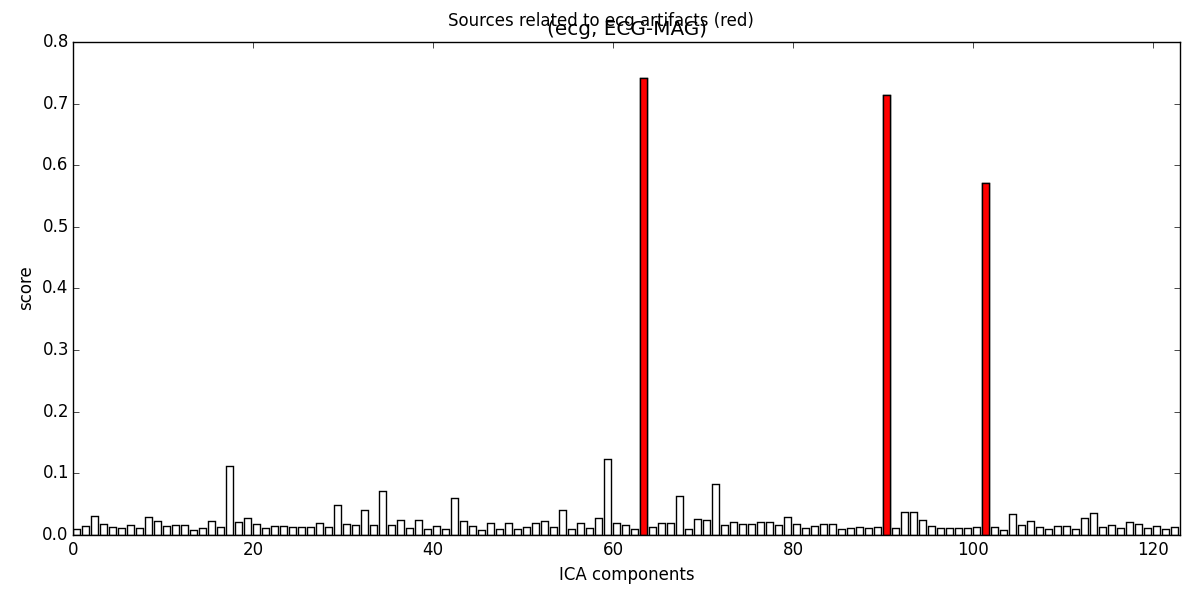 Sources related to ecg artifacts (red)
(ecg, ECG-MAG)
0.8
0.7
0.6
0.5
0.4
0.3
0.2
0.1
0.0
score
0 20 40 60 80 100 120
ICA components